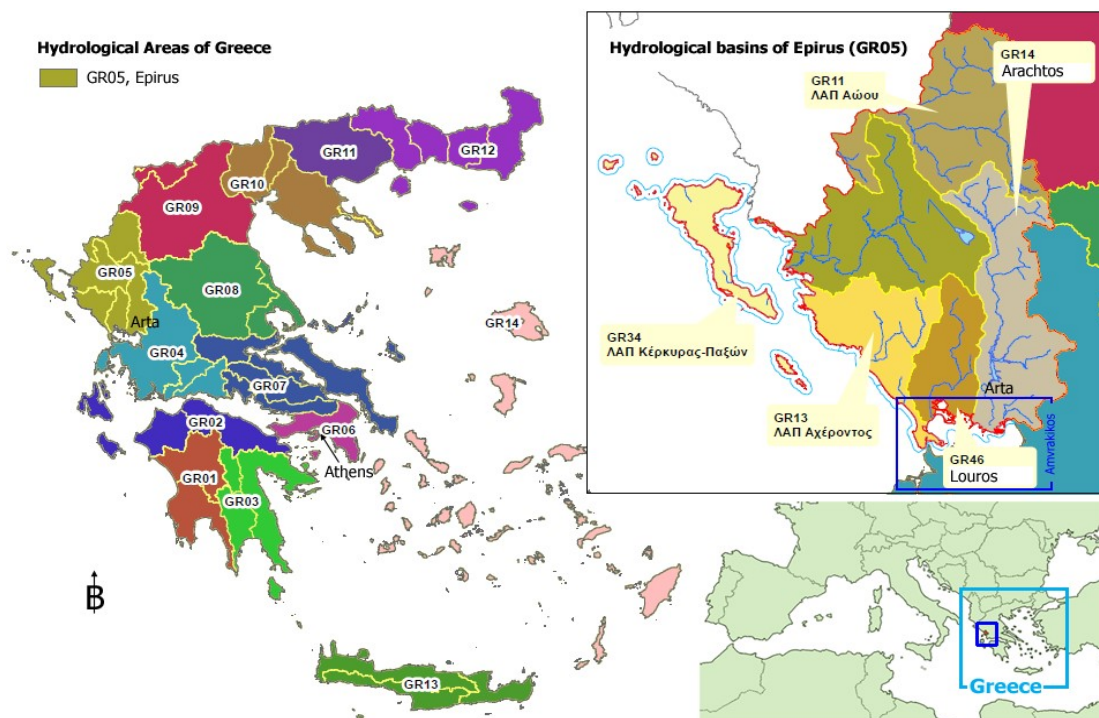 Hydrological Areas of Greece
GR05, Epirus
GR12
GR11
GR10
GR09
GR05
GR08
Arta
GR14
GR04
GR07
GR02
GR06
Athens
GR01
GR03
B
GR13
Hydrological basins of Epirus (GR05)
GR14
Arachtos
GR11
ΛΑΠ Αώου
GR34
ΛΑΠ Κέρκυρας-Παξών
GR13
ΛΑΠ Αχέροντος
Arta
Amvrakikos
GR46
Louros
Greece